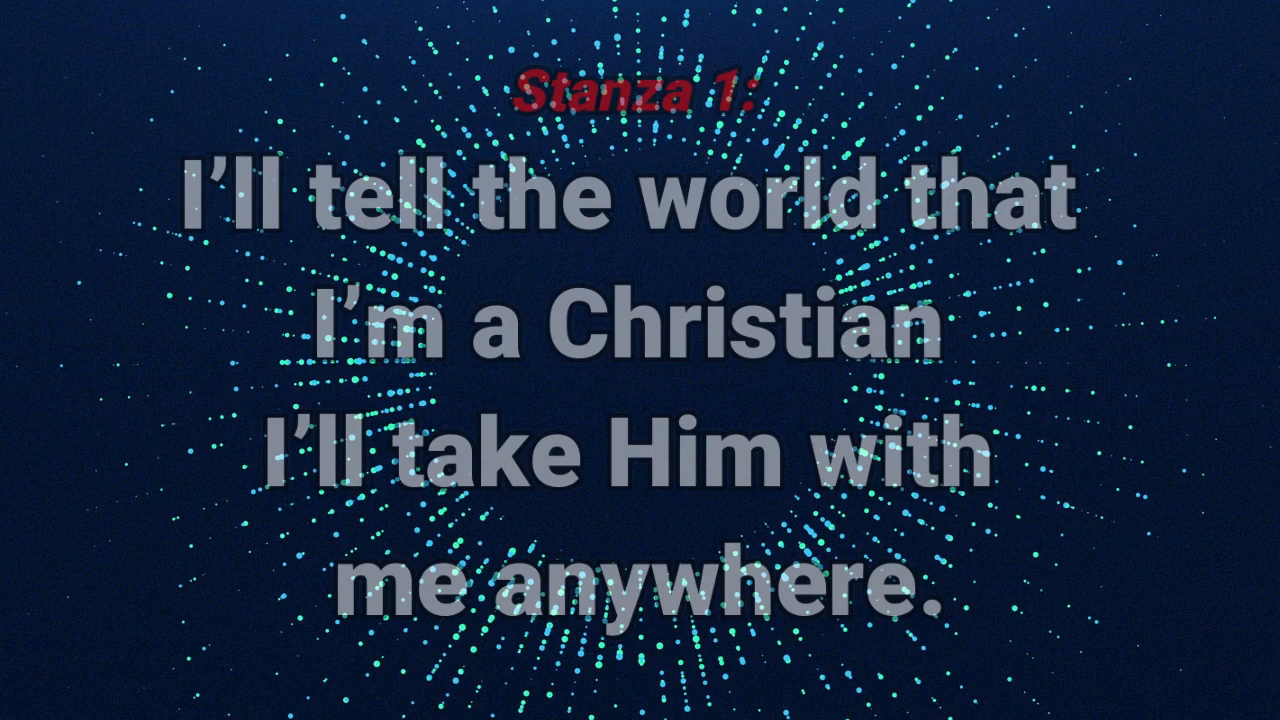 Stanza 1:
I’ll tell the world that
I’m a Christian
I’ll take Him with
me anywhere.